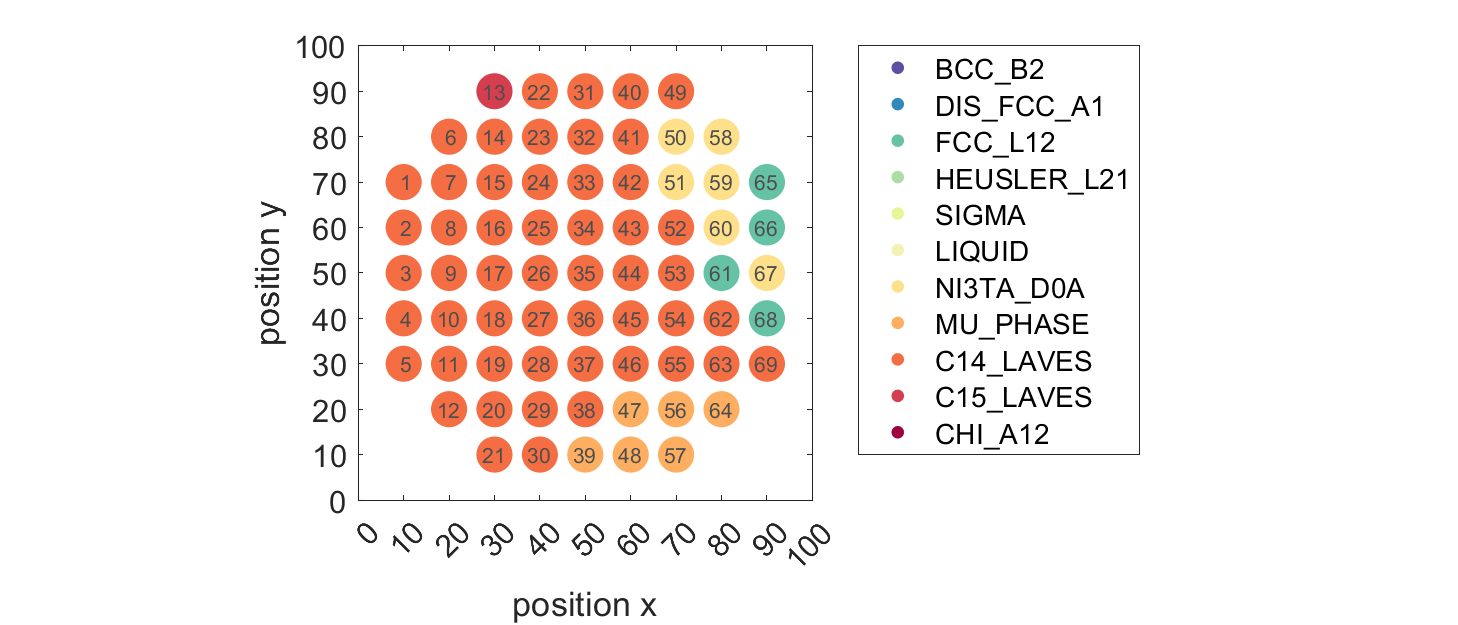 100
90
80
70
60
50
40
30
20
10
0
position y
13 22 31 40 49
6 14 23 32 41 50 58
1 7 15 24 33 42 51 59 65
2 8 16 25 34 43 52 60 66
3 9 17 26 35 44 53 61 67
4 10 18 27 36 45 54 62 68
5 11 19 28 37 46 55 63 69
12 20 29 38 47 56 64
21 30 39 48 57
0 10 20 30 40 50 60 70 80 90 100
position x
BCC_B2
DIS_FCC_A1
FCC_L12
HEUSLER_L21
SIGMA
LIQUID
NI3TA_D0A
MU_PHASE
C14_LAVES
C15_LAVES
CHI_A12